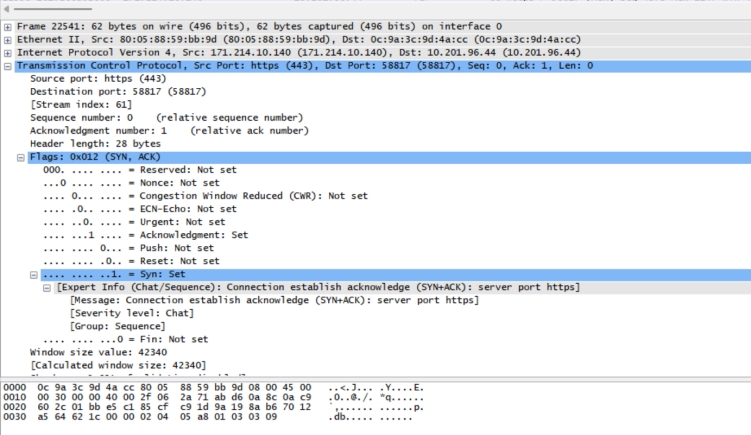 Frame 22541: 62 bytes on wire (496 bits), 62 bytes captured (496 bits) on interface 0
Ethernet II, Src: 80:05:88:59:bb:9d (80:05:88:59:bb:9d), Dst: 0c:9a:3c:9d:4a:cc (0c:9a:3c:9d:4a:cc)
Internet Protocol Version 4, Src: 171.214.10.140 (171.214.10.140), Dst: 10.201.96.44 (10.201.96.44)
Transmission Control Protocol, Src Port: https (443), Dst Port: 58817 (58817), Seq: 0, Ack: 1, Len: 0
Source port: https (443)
Destination port: 58817 (58817)
[Stream index: 61]
Sequence number: 0 (relative sequence number)
Acknowledgment number: 1 (relative ack number)
Header length: 28 bytes
Flags: 0x012 (SYN, ACK)
000. .... .... = Reserved: Not set
...0 .... .... = Nonce: Not set
.... 0... .... = Congestion Window Reduced (CWR): Not set
.... .0.. .... = ECN-Echo: Not set
.... ..0. .... = Urgent: Not set
.... ...1 .... = Acknowledgment: Set
.... .... 0... = Push: Not set
.... .... .0.. = Reset: Not set
.... .... ..1. = Syn: Set
[Expert Info (Chat/Sequence): Connection establish acknowledge (SYN+ACK): server port https]
[Message: Connection establish acknowledge (SYN+ACK): server port https]
[Severity level: Chat]
[Group: Sequence]
.... .... ...0 = Fin: Not set
Window size value: 42340
[Calculated window size: 42340]
0000 0c 9a 3c 9d 4a cc 80 05 88 59 bb 9d 08 00 45 00 ..<.J... .Y....E.
0010 00 30 00 00 40 00 2f 06 2a 71 ab d6 0a 8c 0a c9 .0..@./. *q......
0020 60 2c 01 bb e5 c1 85 cf c9 1d 9a 19 8a b6 70 12 `,...... ......p.
0030 a5 64 62 1c 00 00 02 04 05 a8 01 03 03 09 .db..... ......